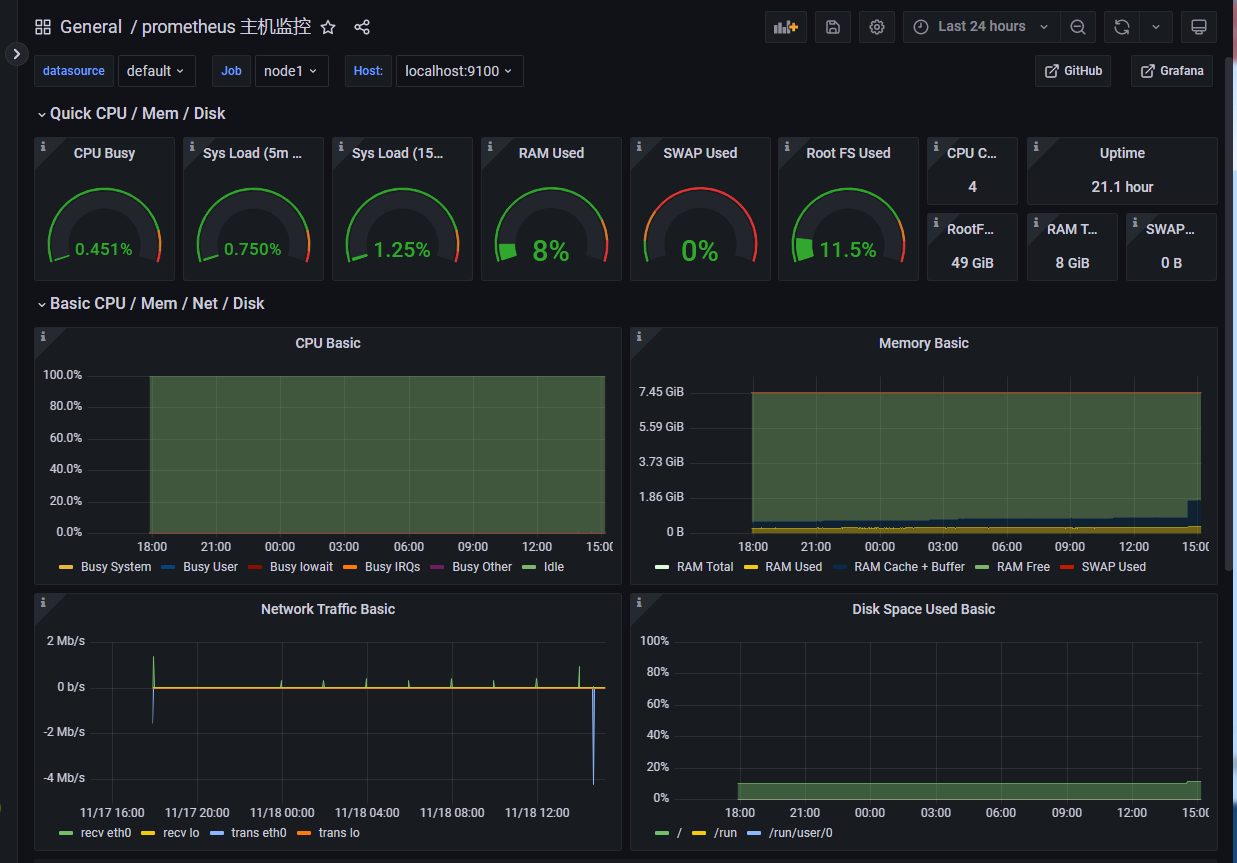 General / prometheus 主机监控
Last 24 hours
datasource default Job node1 Host: localhost:9100 GitHub Grafana
Quick CPU / Mem / Disk
CPU Busy
0.451%
Sys Load (5m ...
0.750%
Sys Load (15...
1.25%
RAM Used
8%
SWAP Used
0%
Root FS Used
11.5%
CPU C...
4
Uptime
21.1 hour
RootF...
49 GiB
RAM T...
8 GiB
SWAP...
0 B
Basic CPU / Mem / Net / Disk
CPU Basic
100.0%
80.0%
60.0%
40.0%
20.0%
0.0%
18:00 21:00 00:00 03:00 06:00 09:00 12:00 15:00
Busy System Busy User Busy Iowait Busy IRQs Busy Other Idle
Memory Basic
7.45 GiB
5.59 GiB
3.73 GiB
1.86 GiB
0 B
18:00 21:00 00:00 03:00 06:00 09:00 12:00 15:00
RAM Total RAM Used RAM Cache + Buffer RAM Free SWAP Used
Network Traffic Basic
2 Mb/s
0 b/s
-2 Mb/s
-4 Mb/s
11/17 16:00 11/17 20:00 11/18 00:00 11/18 04:00 11/18 08:00 11/18 12:00
recv eth0 recv lo trans eth0 trans lo
Disk Space Used Basic
100%
80%
60%
40%
20%
0%
18:00 21:00 00:00 03:00 06:00 09:00 12:00 15:00
/ /run /run/user/0